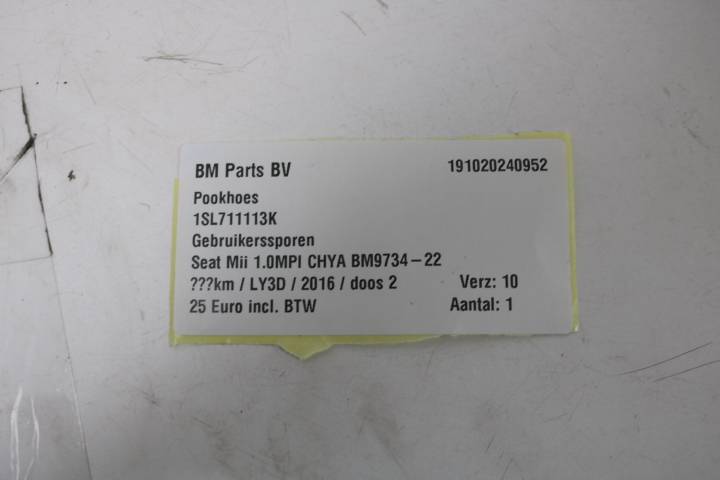 BM Parts BV 191020240952
Pookhoes
1SL711113K
Gebruikerssporen
Seat Mii 1.0MPI CHYA BM9734-22
???km / LY3D / 2016 / doos 2 Verz: 10
25 Euro incl. BTW Aantal: 1